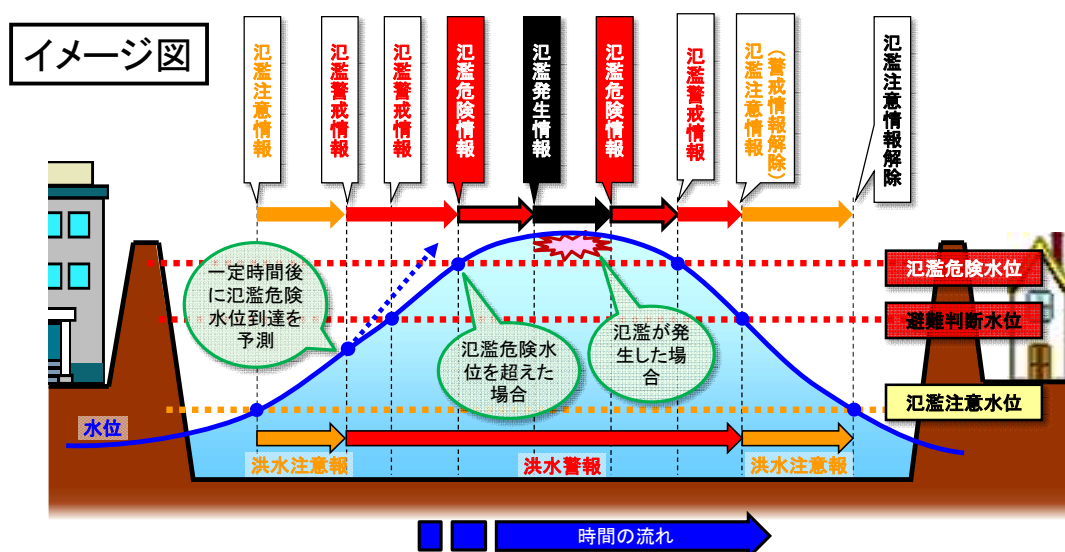 イメージ図
氾濫注意情報
氾濫警戒情報
氾濫警戒情報
氾濫危険情報
氾濫発生情報
氾濫危険情報
氾濫警戒情報
(警戒情報解除)
氾濫注意情報
氾濫注意情報解除
一定時間後
に氾濫危険
水位到達を
予測
氾濫危険水
位を超えた
場合
氾濫が発
生した場
合
氾濫危険水位
避難判断水位
氾濫注意水位
水位
洪水注意報
洪水警報
洪水注意報
時間の流れ